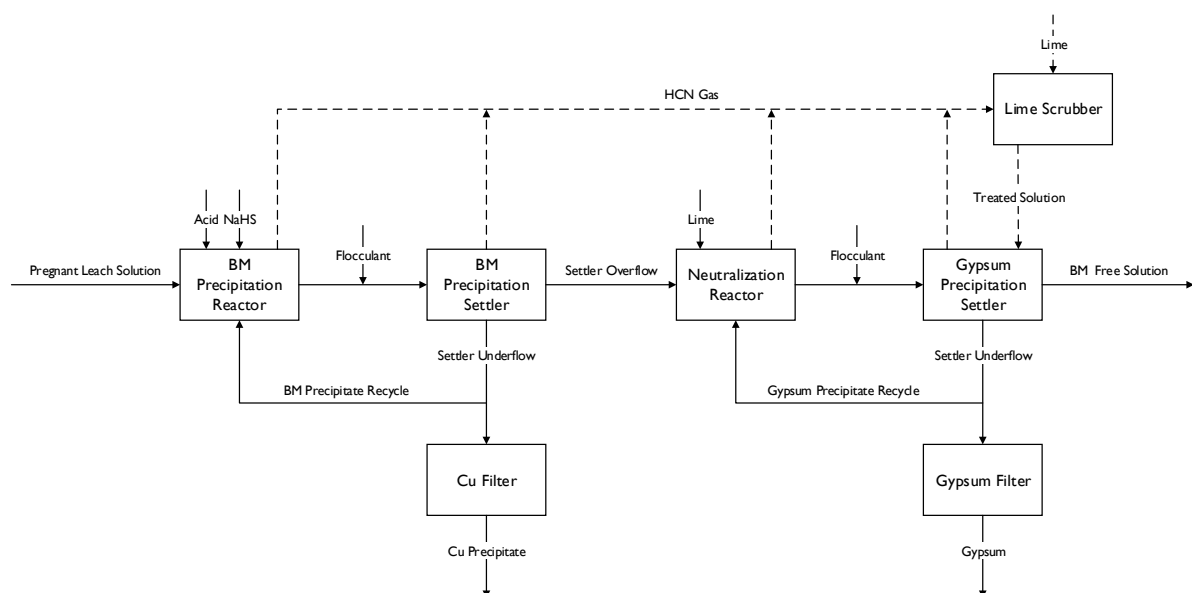 Lime
HCN Gas
Lime Scrubber
Treated Solution
Acid NaHS
Lime
Flocculant
Flocculant
Pregnant Leach Solution
BM
Precipitation
Reactor
BM
Precipitation
Settler
Settler Overflow
Neutralization
Reactor
Gypsum
Precipitation
Settler
BM Free Solution
Settler Underflow
Settler Underflow
BM Precipitate Recycle
Gypsum Precipitate Recycle
Cu Filter
Gypsum Filter
Cu Precipitate
Gypsum